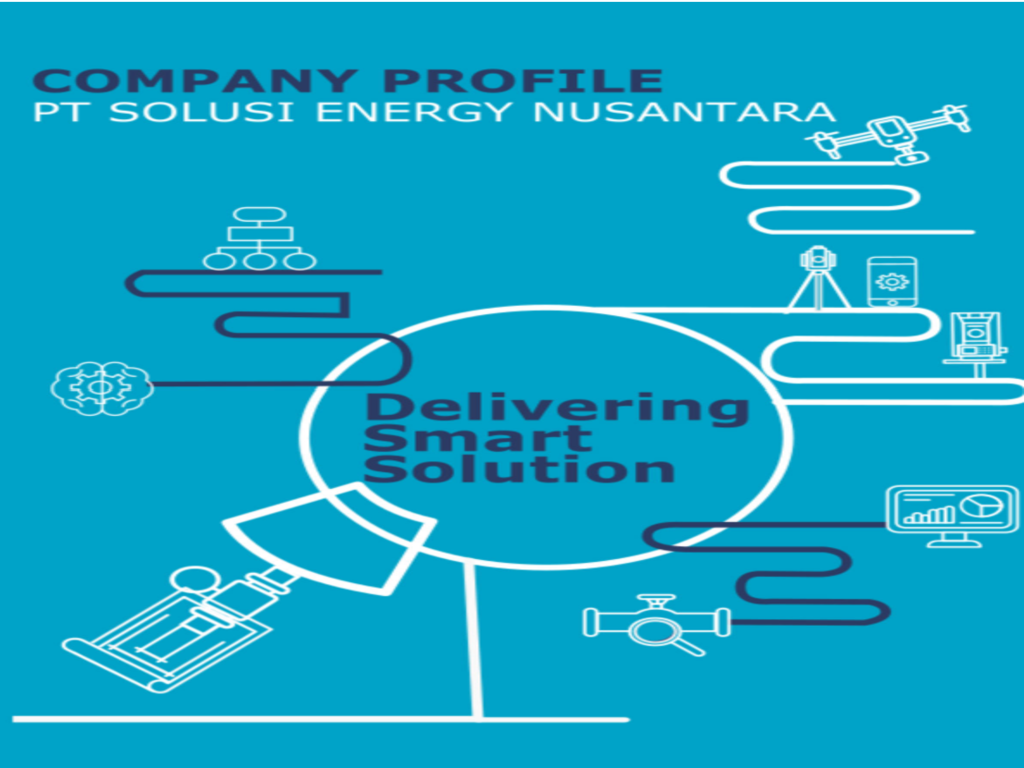 COMPANY PROFILE
PT SOLUSI ENERGY NUSANTARA
Delivering
Smart
Solution